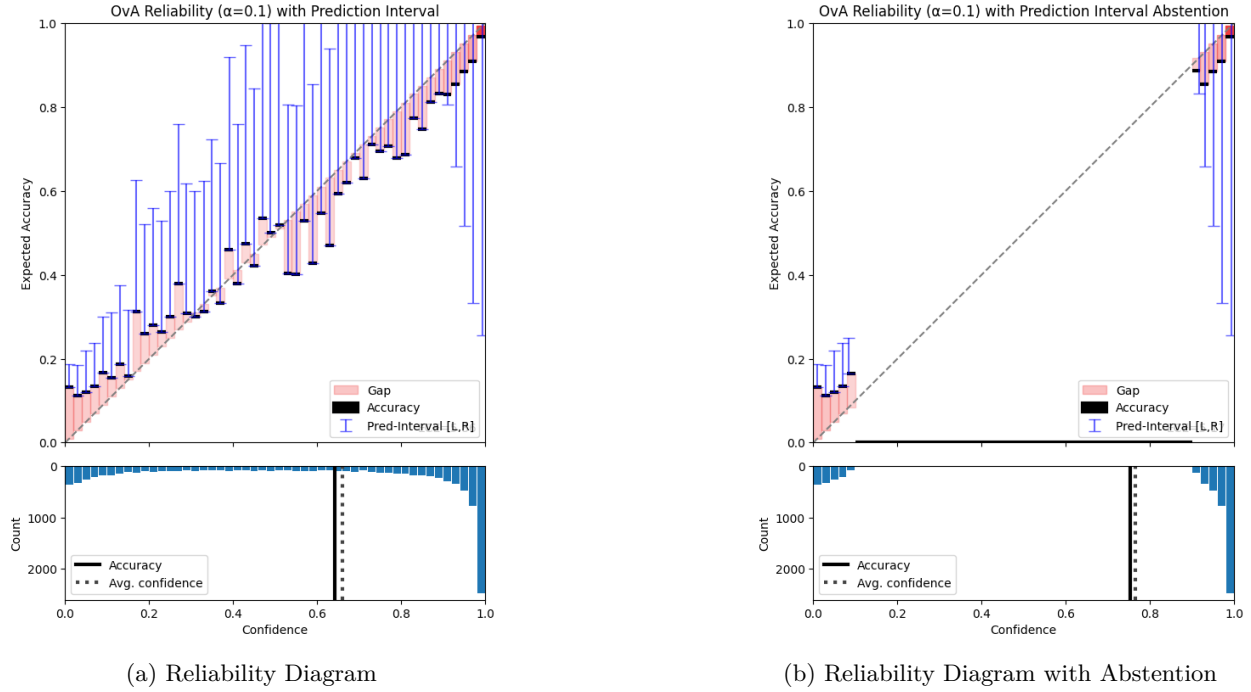 OvA Reliability (α=0.1) with Prediction Interval
1.0
0.8
0.6
0.4
0.2
0.0
Expected Accuracy
Gap
Accuracy
Pred-Interval [L,R]
0
1000
2000
Count
Accuracy
Avg. confidence
0.0 0.2 0.4 0.6 0.8 1.0
Confidence
(a) Reliability Diagram
OvA Reliability (α=0.1) with Prediction Interval Abstention
1.0
0.8
0.6
0.4
0.2
0.0
Expected Accuracy
Gap
Accuracy
Pred-Interval [L,R]
0
1000
2000
Count
Accuracy
Avg. confidence
0.0 0.2 0.4 0.6 0.8 1.0
Confidence
(b) Reliability Diagram with Abstention